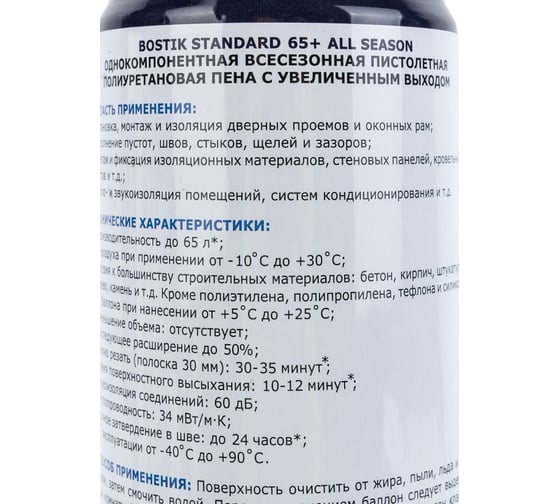 BOSTIK STANDARD 65+ ALL SEASON
ОДНОКОМПОНЕНТНАЯ ВСЕСЕЗОННАЯ ПИСТОЛЕТНАЯ
ПОЛИУРЕТАНОВАЯ ПЕНА С УВЕЛИЧЕННЫМ ВЫХОДОМ
ПРИМЕНЕНИЯ:
монтаж и изоляция дверных проемов и оконных рам;
пустот, швов, стыков, щелей и зазоров;
и фиксация изоляционных материалов, стеновых панелей,
и т.д.;
звукоизоляция помещений, систем кондиционирования и т.д.
ХАРАКТЕРИСТИКИ:
до 65 л*;
при применении от -10°C до +30°C;
к большинству строительных материалов: бетон, кирпич,
камень и т.д. Кроме полиэтилена, полипропилена, тефлона и
при нанесении от +5°C до +25°C;
объема: отсутствует;
расширение до 50%;
резать (полоска 30 мм): 30-35 минут*;
поверхностного высыхания: 10-12 минут*;
соединений: 60 дБ;
34 мВт/м·К;
затвердение в шве: до 24 часов*;
от -40°C до +90°C.
ПРИМЕНЕНИЯ: Поверхность очистить от жира, пыли, льда
затем смочить водой. баллон следует